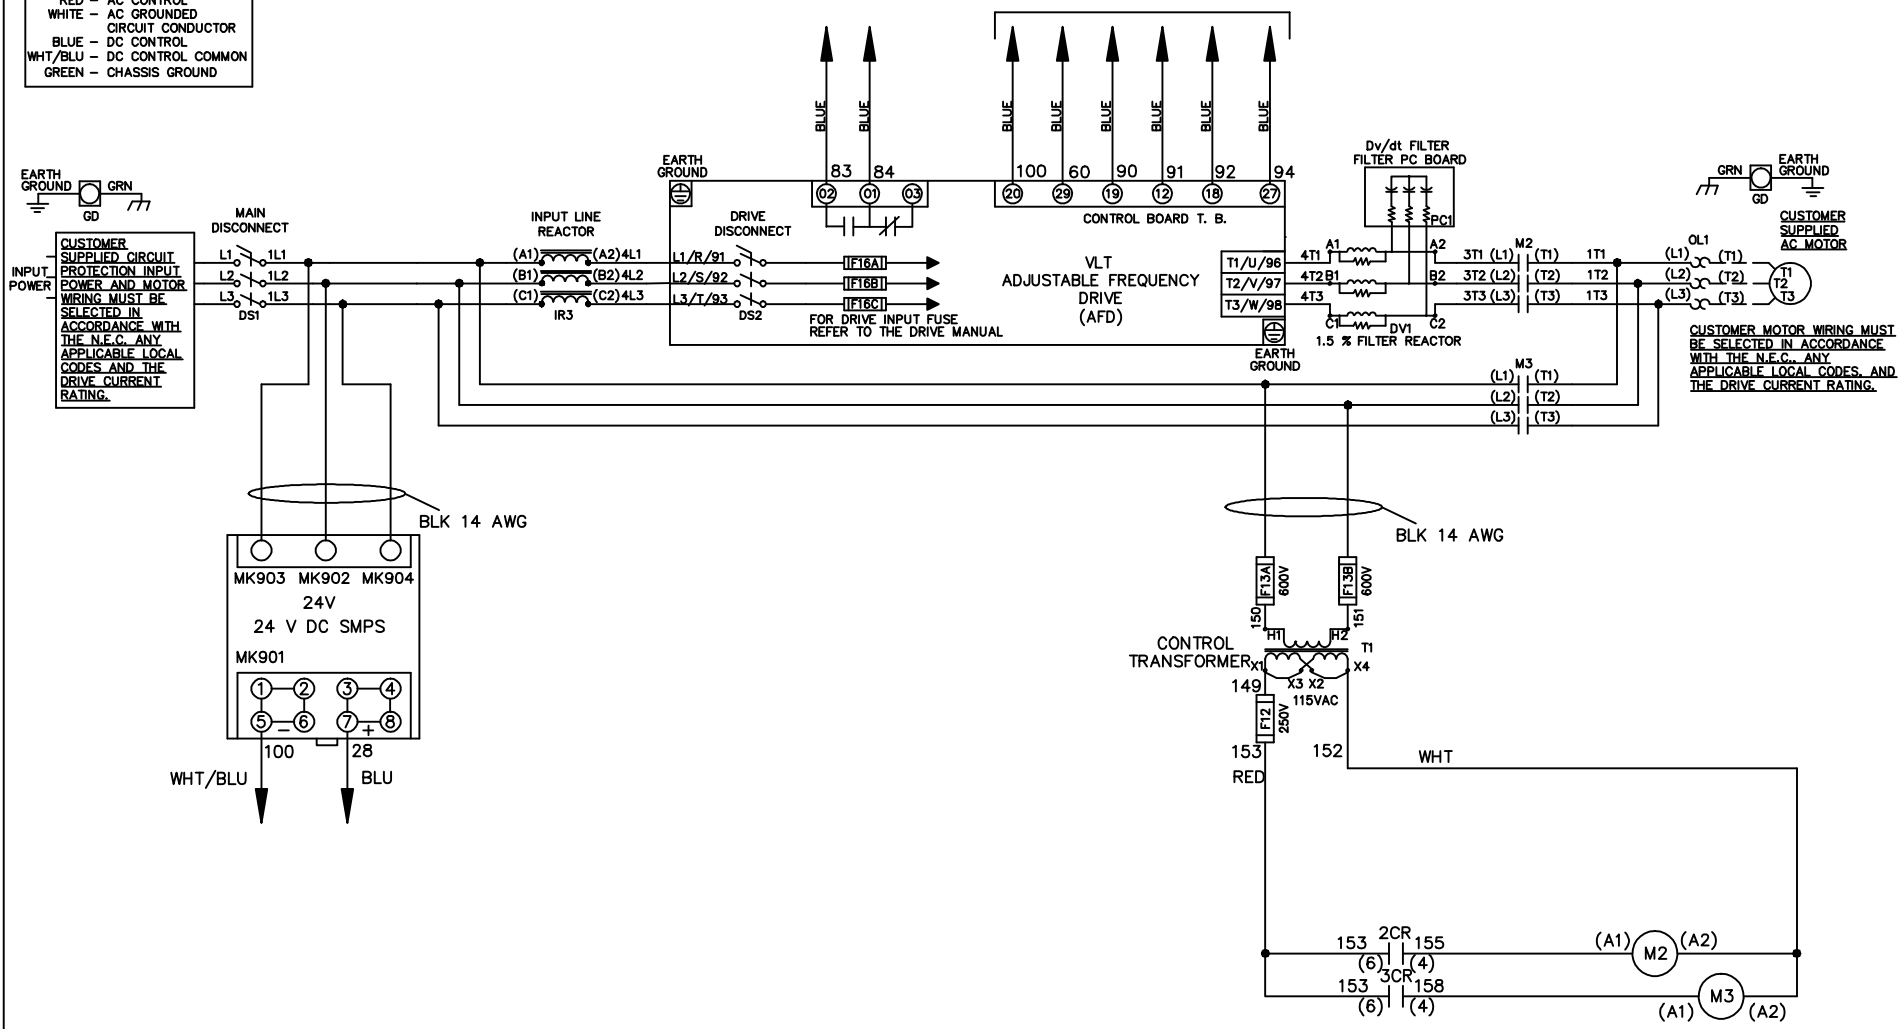 RED – AC CONTROL
WHITE – AC GROUNDED
CIRCUIT CONDUCTOR
BLUE – DC CONTROL
WHT/BLU – DC CONTROL COMMON
GREEN – CHASSIS GROUND
BLUE
BLUE
BLUE
BLUE
BLUE
BLUE
BLUE
BLUE
EARTH
GROUND
GRN
GD
MAIN
DISCONNECT
L1 1L1
L2 1L2
L3 1L3
DS1
INPUT
POWER
CUSTOMER
SUPPLIED CIRCUIT
PROTECTION INPUT
POWER AND MOTOR
WIRING MUST BE
SELECTED IN
ACCORDANCE WITH
THE N.E.C. ANY
APPLICABLE LOCAL
CODES AND THE
DRIVE CURRENT
RATING.
INPUT LINE
REACTOR
(A1) (A2) 4L1
(B1) (B2) 4L2
(C1) (C2) 4L3
IR3
EARTH
GROUND
L1/R/91
L2/S/92
L3/T/93
DRIVE
DISCONNECT
DS2
83 84
02 01 03
F16A
F16B
F16C
FOR DRIVE INPUT FUSE
REFER TO THE DRIVE MANUAL
100 60 90 91 92 94
20 29 19 12 18 27
CONTROL BOARD T. B.
VLT
ADJUSTABLE FREQUENCY
DRIVE
(AFD)
T1/U/96
T2/V/97
T3/W/98
EARTH
GROUND
Dv/dt FILTER
FILTER PC BOARD
PC1
4T1 A1 A2
4T2 B1 B2
4T3 C1 C2
DV1
1.5 % FILTER REACTOR
M2
3T1 (L1) (T1) 1T1
3T2 (L2) (T2) 1T2
3T3 (L3) (T3) 1T3
OL1
(L1) (T1)
(L2) (T2)
(L3) (T3)
GRN
GD
EARTH
GROUND
CUSTOMER
SUPPLIED
AC MOTOR
T1
T2
T3
CUSTOMER MOTOR WIRING MUST
BE SELECTED IN ACCORDANCE
WITH THE N.E.C., ANY
APPLICABLE LOCAL CODES, AND
THE DRIVE CURRENT RATING.
M3
(L1) (T1)
(L2) (T2)
(L3) (T3)
BLK 14 AWG
MK903 MK902 MK904
24V
24 V DC SMPS
MK901
1 2 3 4
5 6 7 8
– +
100 28
WHT/BLU BLU
BLK 14 AWG
F13A 600V
F13B 600V
150 151
H1 H2
T1
CONTROL
TRANSFORMER
X1 X4
X3 X2
115VAC
149
F12 250V
153 152
RED
WHT
2CR
153 155
(6) (4)
(A1) M2 (A2)
3CR
153 158
(6) (4)
(A1) M3 (A2)